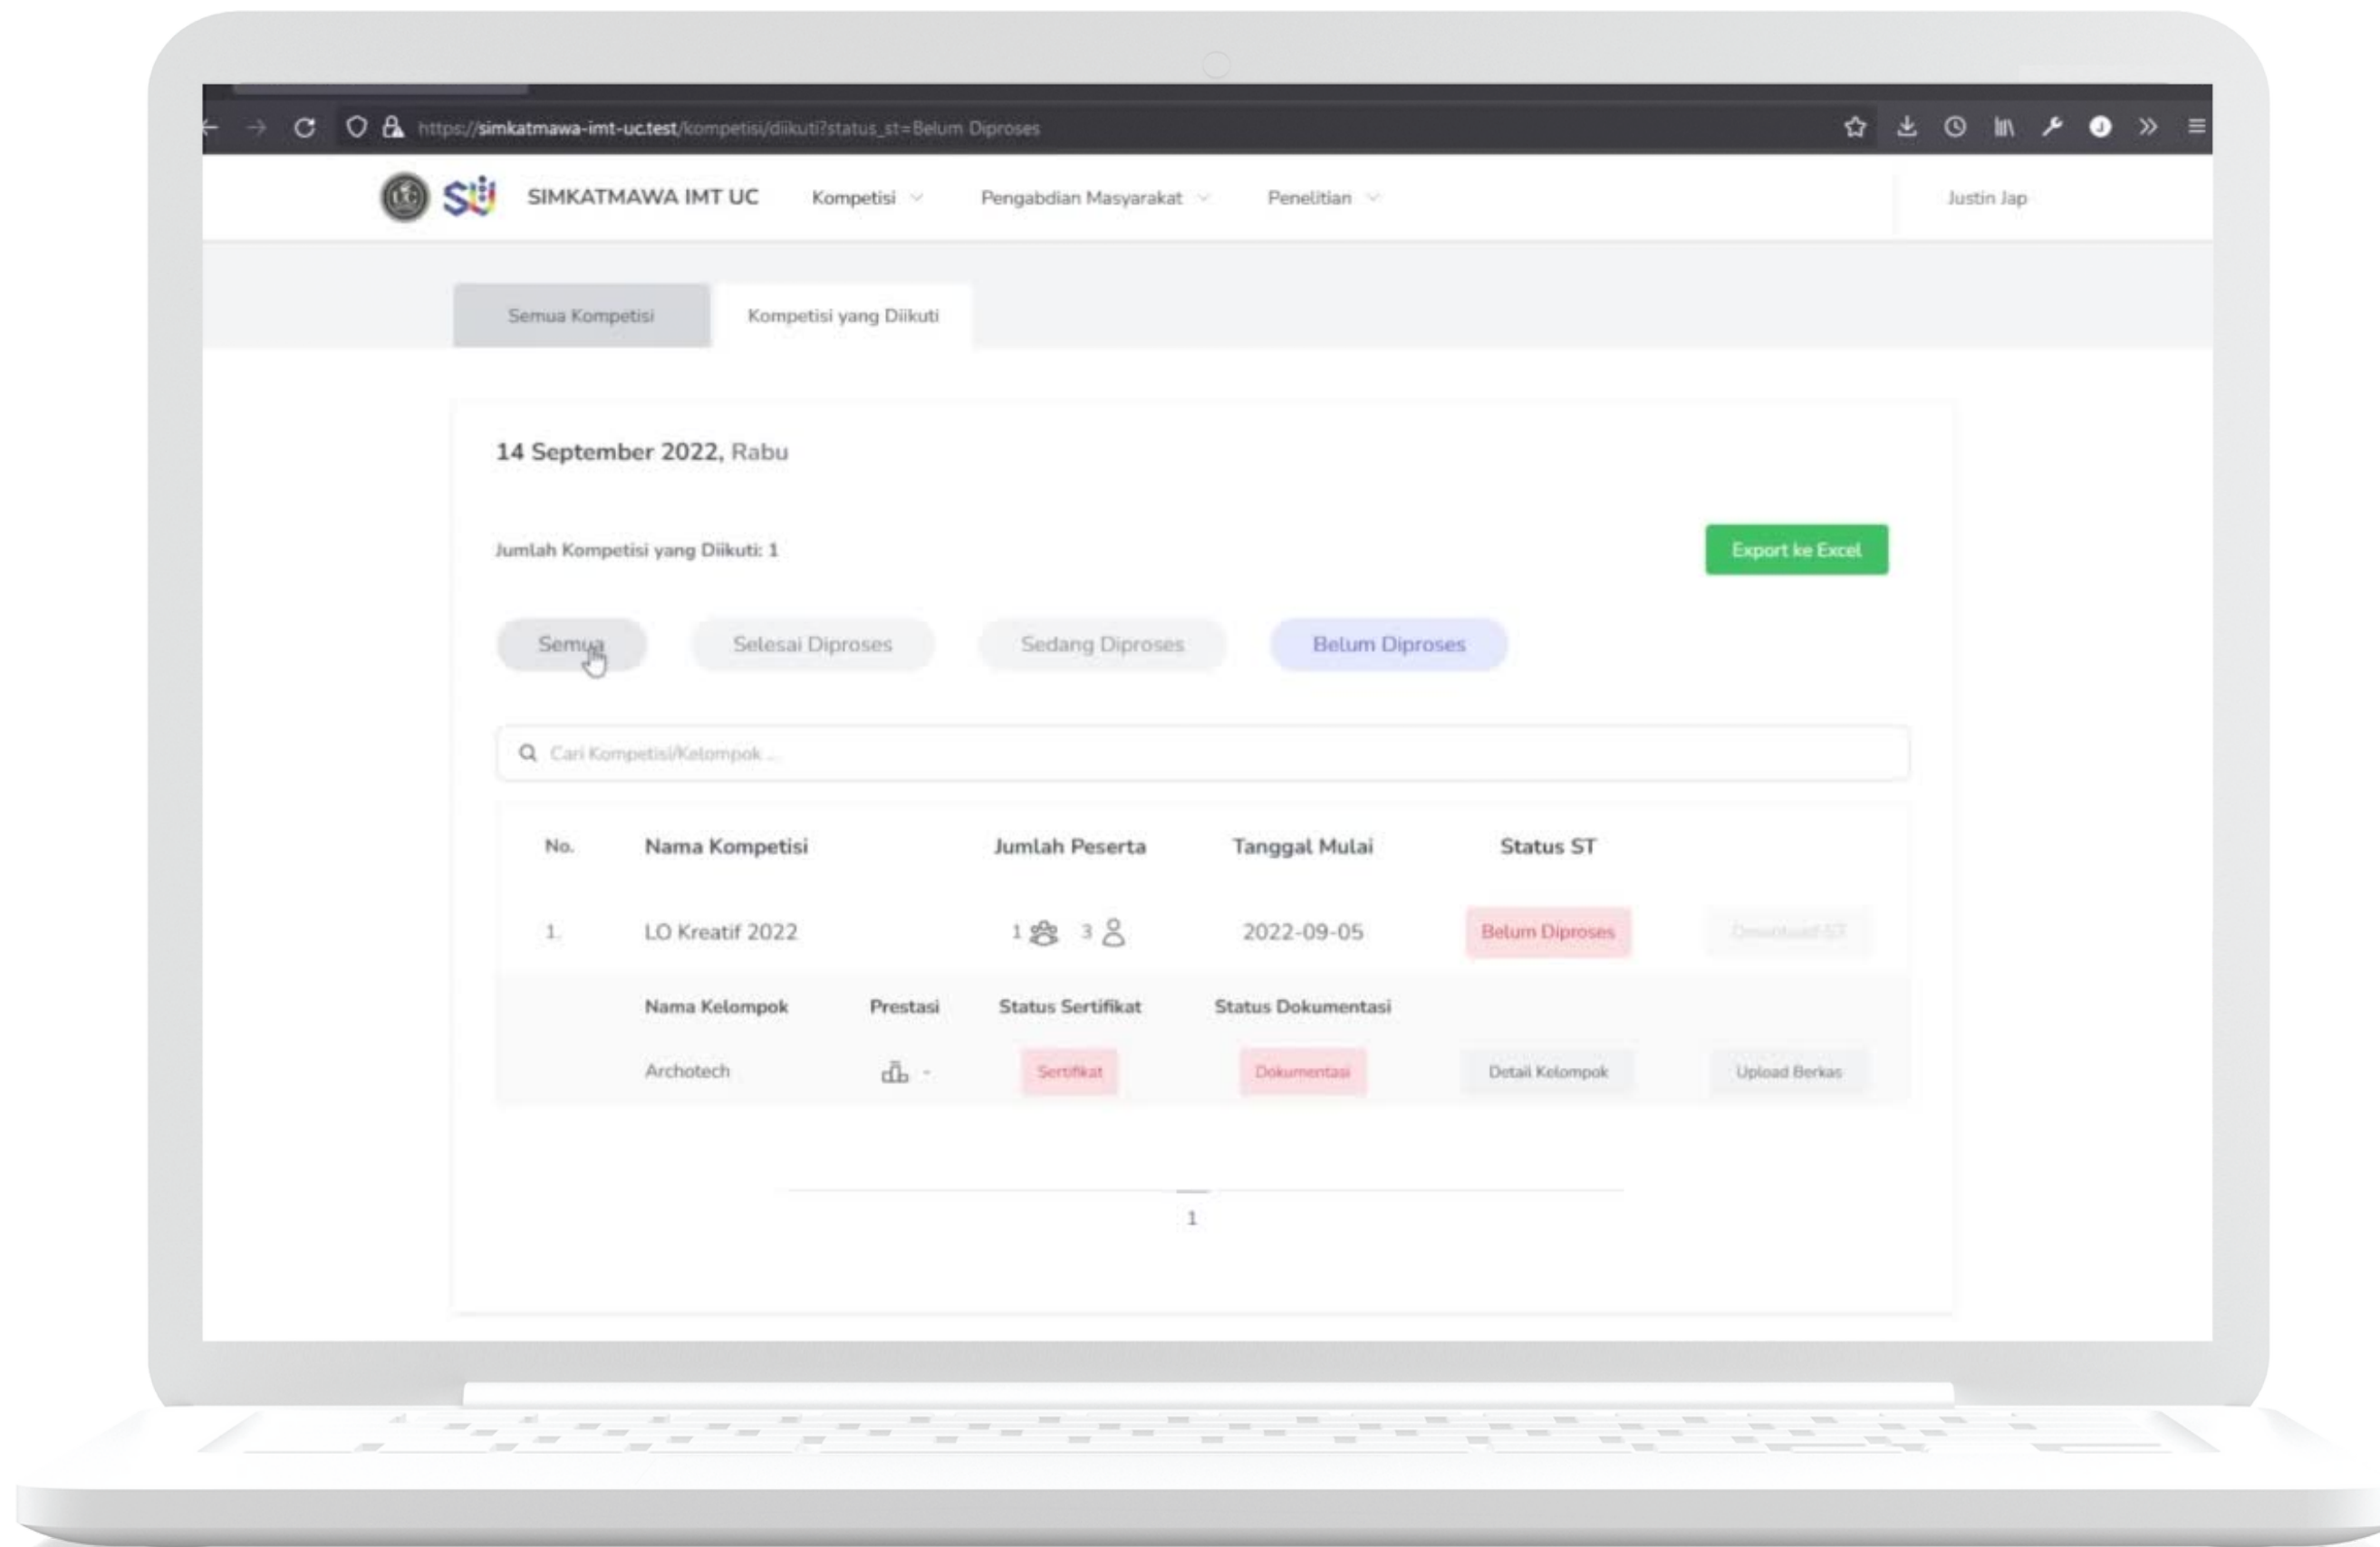 https://simkatmawa-imt-uc.test/kompetisi/diikuti?status_st=Belum Diproses
SIMKATMAWA IMT UC Kompetisi Pengabdian Masyarakat Penelitian Justin Jap
Semua Kompetisi Kompetisi yang Diikuti
14 September 2022, Rabu
Jumlah Kompetisi yang Diikuti: 1 Export ke Excel
Semua Selesai Diproses Sedang Diproses Belum Diproses
Cari Kompetisi/Kelompok ...
No. Nama Kompetisi Jumlah Peserta Tanggal Mulai Status ST
1. LO Kreatif 2022 1 3 2022-09-05 Belum Diproses Download ST
Nama Kelompok Prestasi Status Sertifikat Status Dokumentasi
Archotech - Sertifikat Dokumentasi Detail Kelompok Upload Berkas
1